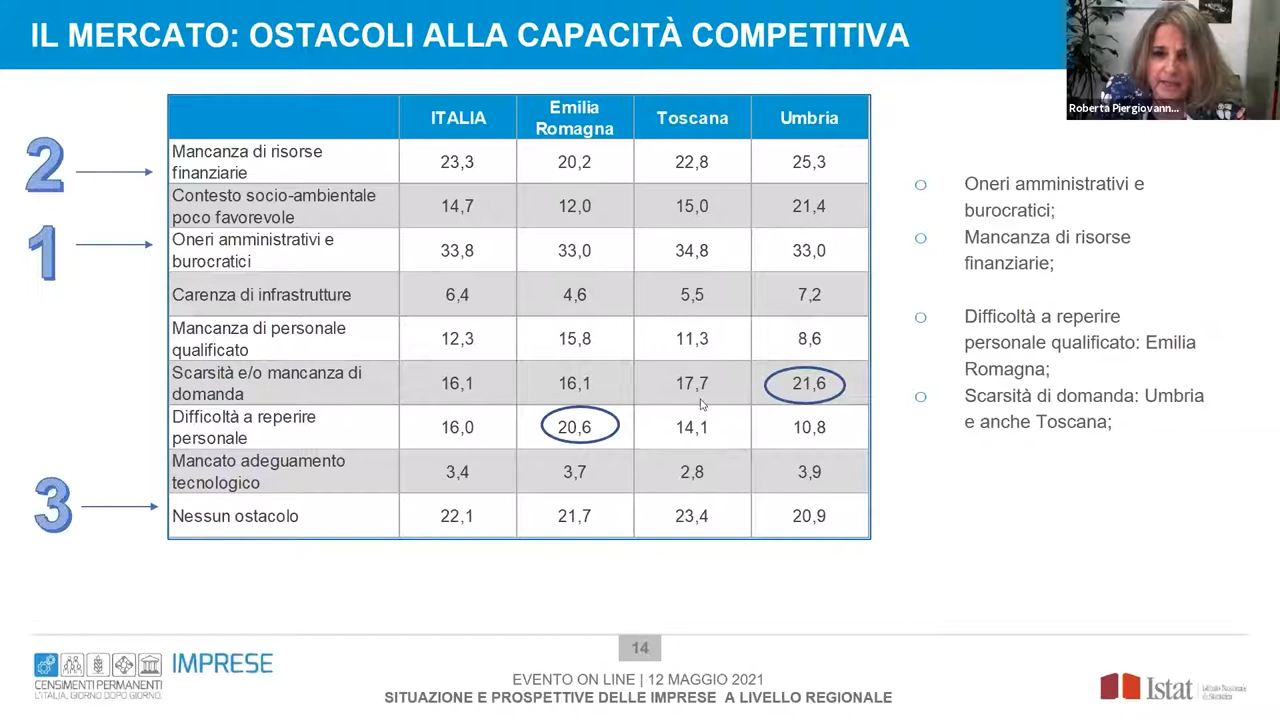 IL MERCATO: OSTACOLI ALLA CAPACITÀ COMPETITIVA
Roberta Piergiovann...
ITALIA
Emilia
Romagna
Toscana
Umbria
2
Mancanza di risorse
finanziarie
23,3
20,2
22,8
25,3
Contesto socio-ambientale
poco favorevole
14,7
12,0
15,0
21,4
1
Oneri amministrativi e
burocratici
33,8
33,0
34,8
33,0
Carenza di infrastrutture
6,4
4,6
5,5
7,2
Mancanza di personale
qualificato
12,3
15,8
11,3
8,6
Scarsità e/o mancanza di
domanda
16,1
16,1
17,7
21,6
Difficoltà a reperire
personale
16,0
20,6
14,1
10,8
Mancato adeguamento
tecnologico
3,4
3,7
2,8
3,9
3
Nessun ostacolo
22,1
21,7
23,4
20,9
Oneri amministrativi e
burocratici;
Mancanza di risorse
finanziarie;
Difficoltà a reperire
personale qualificato: Emilia
Romagna;
Scarsità di domanda: Umbria
e anche Toscana;
14
IMPRESE
CENSIMENTI PERMANENTI
L'ITALIA, GIORNO DOPO GIORNO.
EVENTO ON LINE | 12 MAGGIO 2021
SITUAZIONE E PROSPETTIVE DELLE IMPRESE A LIVELLO REGIONALE
Istat
Istituto Nazionale
di Statistica